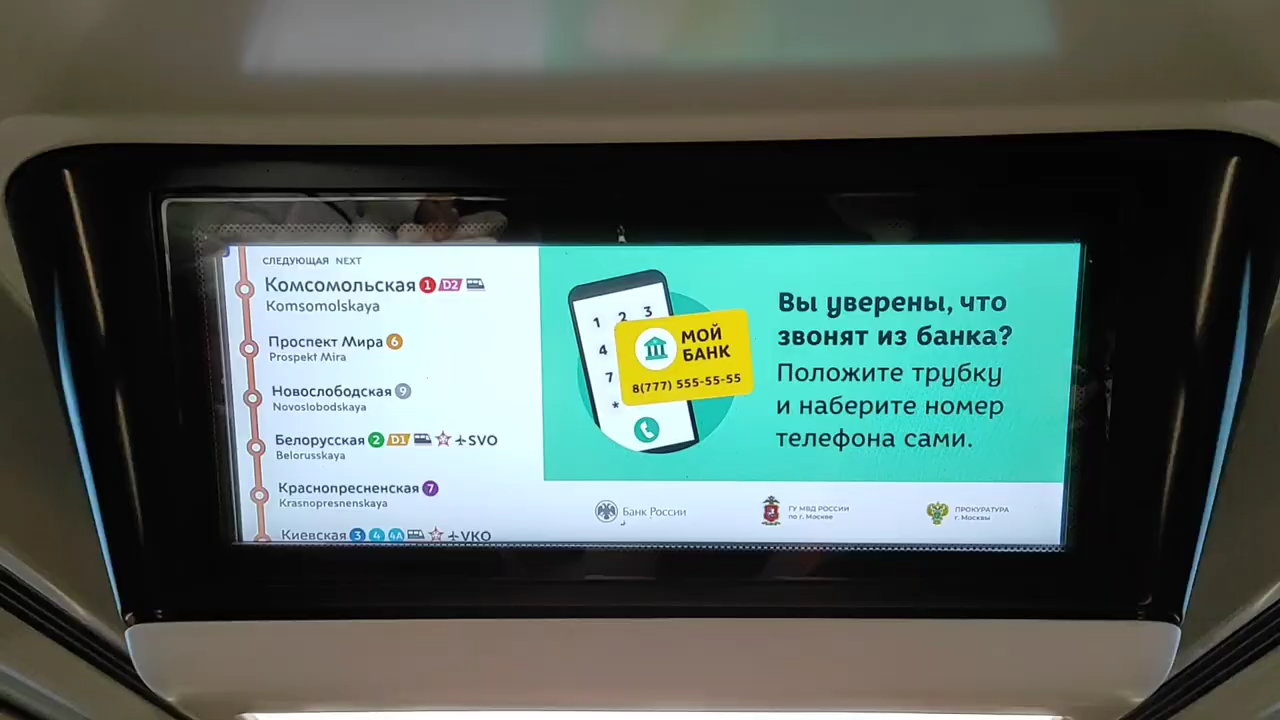 СЛЕДУЮЩАЯ NEXT
Комсомольская 1 D2
Komsomolskaya
Проспект Мира 6
Prospekt Mira
Новослободская 9
Novoslobodskaya
Белорусская 2 D1 SVO
Belorusskaya
Краснопресненская 7
Krasnopresnenskaya
Киевская 3 4 4A VKO
1 2 3
4
7
*
МОЙ
БАНК
8(777) 555-55-55
Вы уверены, что
звонят из банка?
Положите трубку
и наберите номер
телефона сами.
Банк России
ГУ МВД РОССИИ
по г. Москве
ПРОКУРАТУРА
г. Москвы